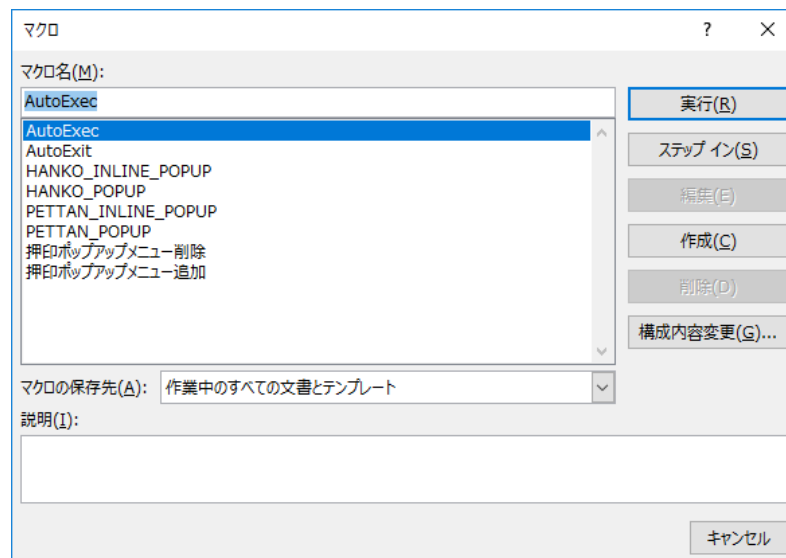 マクロ
マクロ名(M):
AutoExec
AutoExec
AutoExit
HANKO_INLINE_POPUP
HANKO_POPUP
PETTAN_INLINE_POPUP
PETTAN_POPUP
押印ポップアップメニュー削除
押印ポップアップメニュー追加
実行(R)
ステップ イン(S)
編集(E)
作成(C)
削除(D)
構成内容変更(G)...
マクロの保存先(A): 作業中のすべての文書とテンプレート
説明(I):
キャンセル